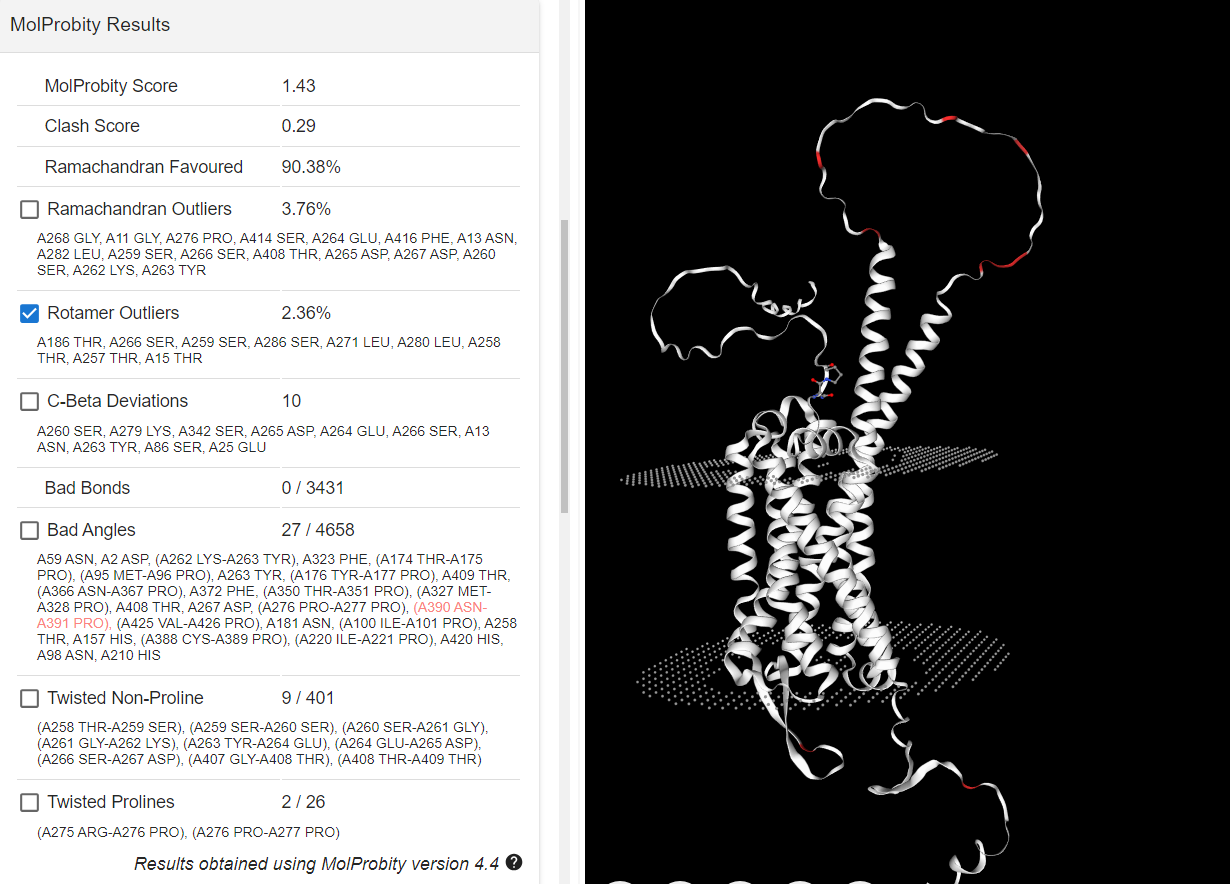 MolProbity Results
MolProbity Score 1.43
Clash Score 0.29
Ramachandran Favoured 90.38%
Ramachandran Outliers 3.76%
A268 GLY, A11 GLY, A276 PRO, A414 SER, A264 GLU, A416 PHE, A13 ASN,
A282 LEU, A259 SER, A266 SER, A408 THR, A265 ASP, A267 ASP, A260
SER, A262 LYS, A263 TYR
Rotamer Outliers 2.36%
A186 THR, A266 SER, A259 SER, A286 SER, A271 LEU, A280 LEU, A258
THR, A257 THR, A15 THR
C-Beta Deviations 10
A260 SER, A279 LYS, A342 SER, A265 ASP, A264 GLU, A266 SER, A13
ASN, A263 TYR, A86 SER, A25 GLU
Bad Bonds 0 / 3431
Bad Angles 27 / 4658
A59 ASN, A2 ASP, (A262 LYS-A263 TYR), A323 PHE, (A174 THR-A175
PRO), (A95 MET-A96 PRO), A263 TYR, (A176 TYR-A177 PRO), A409 THR,
(A366 ASN-A367 PRO), A372 PHE, (A350 THR-A351 PRO), (A327 MET-
A328 PRO), A408 THR, A267 ASP, (A276 PRO-A277 PRO), (A390 ASN-
A391 PRO), (A425 VAL-A426 PRO), A181 ASN, (A100 ILE-A101 PRO), A258
THR, A157 HIS, (A388 CYS-A389 PRO), (A220 ILE-A221 PRO), A420 HIS,
A98 ASN, A210 HIS
Twisted Non-Proline 9 / 401
(A258 THR-A259 SER), (A259 SER-A260 SER), (A260 SER-A261 GLY),
(A261 GLY-A262 LYS), (A263 TYR-A264 GLU), (A264 GLU-A265 ASP),
(A266 SER-A267 ASP), (A407 GLY-A408 THR), (A408 THR-A409 THR)
Twisted Prolines 2 / 26
(A275 ARG-A276 PRO), (A276 PRO-A277 PRO)
Results obtained using MolProbity version 4.4 ?